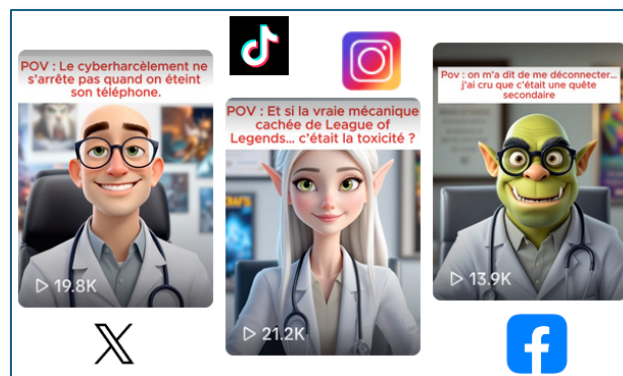 POV : Le cyberharcèlement ne
s'arrête pas quand on éteint
son téléphone.
19.8K
POV : Et si la vraie mécanique
cachée de League of
Legends... c'était la toxicité ?
21.2K
Pov : on m'a dit de me déconnecter...
j'ai cru que c'était une quête
secondaire
13.9K